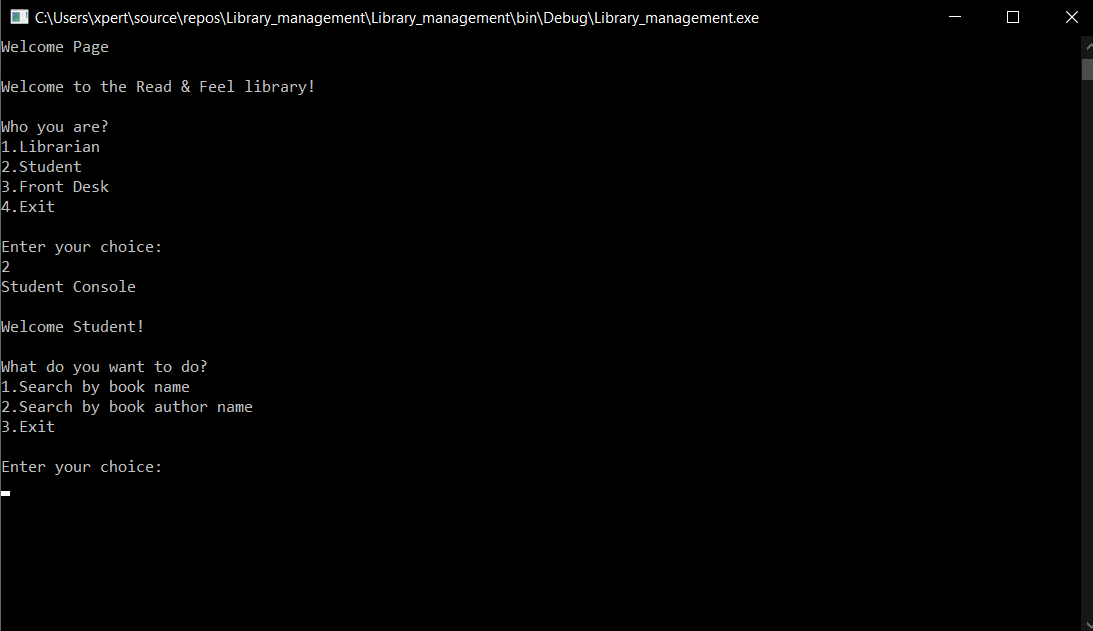 C:\Users\xpert\source\repos\Library_management\Library_management\bin\Debug\Library_management.exe
Welcome Page
Welcome to the Read & Feel library!
Who you are?
1.Librarian
2.Student
3.Front Desk
4.Exit
Enter your choice:
2
Student Console
Welcome Student!
What do you want to do?
1.Search by book name
2.Search by book author name
3.Exit
Enter your choice: